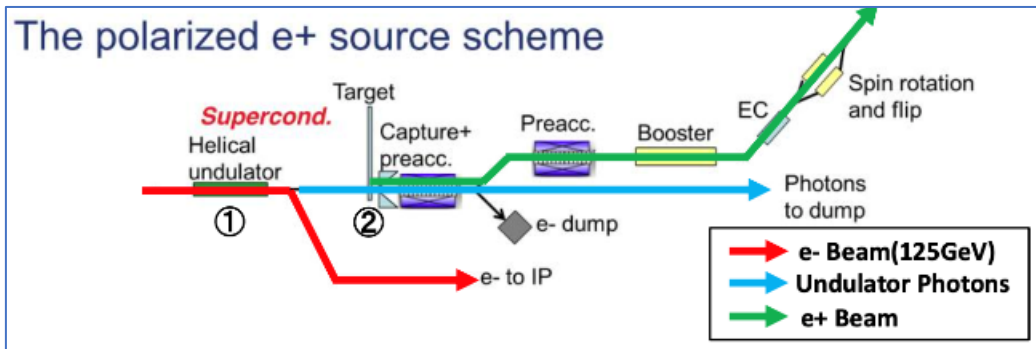 The polarized e+ source scheme
Supercond.
Helical
undulator
①
Target
②
Capture+
preacc.
Preacc.
Booster
EC
Spin rotation
and flip
Photons
to dump
e- dump
e- to IP
e- Beam(125GeV)
Undulator Photons
e+ Beam